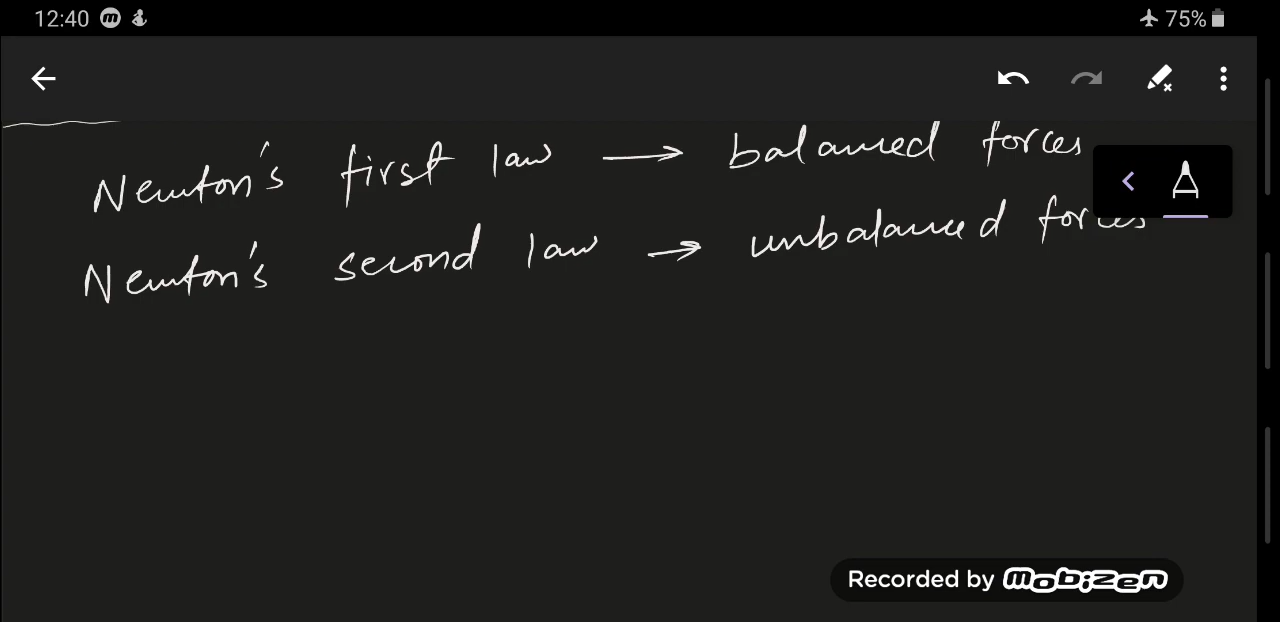 12:40 75%
Newton's first law → balanced forces
Newton's second law → unbalanced forces
Recorded by mobizen